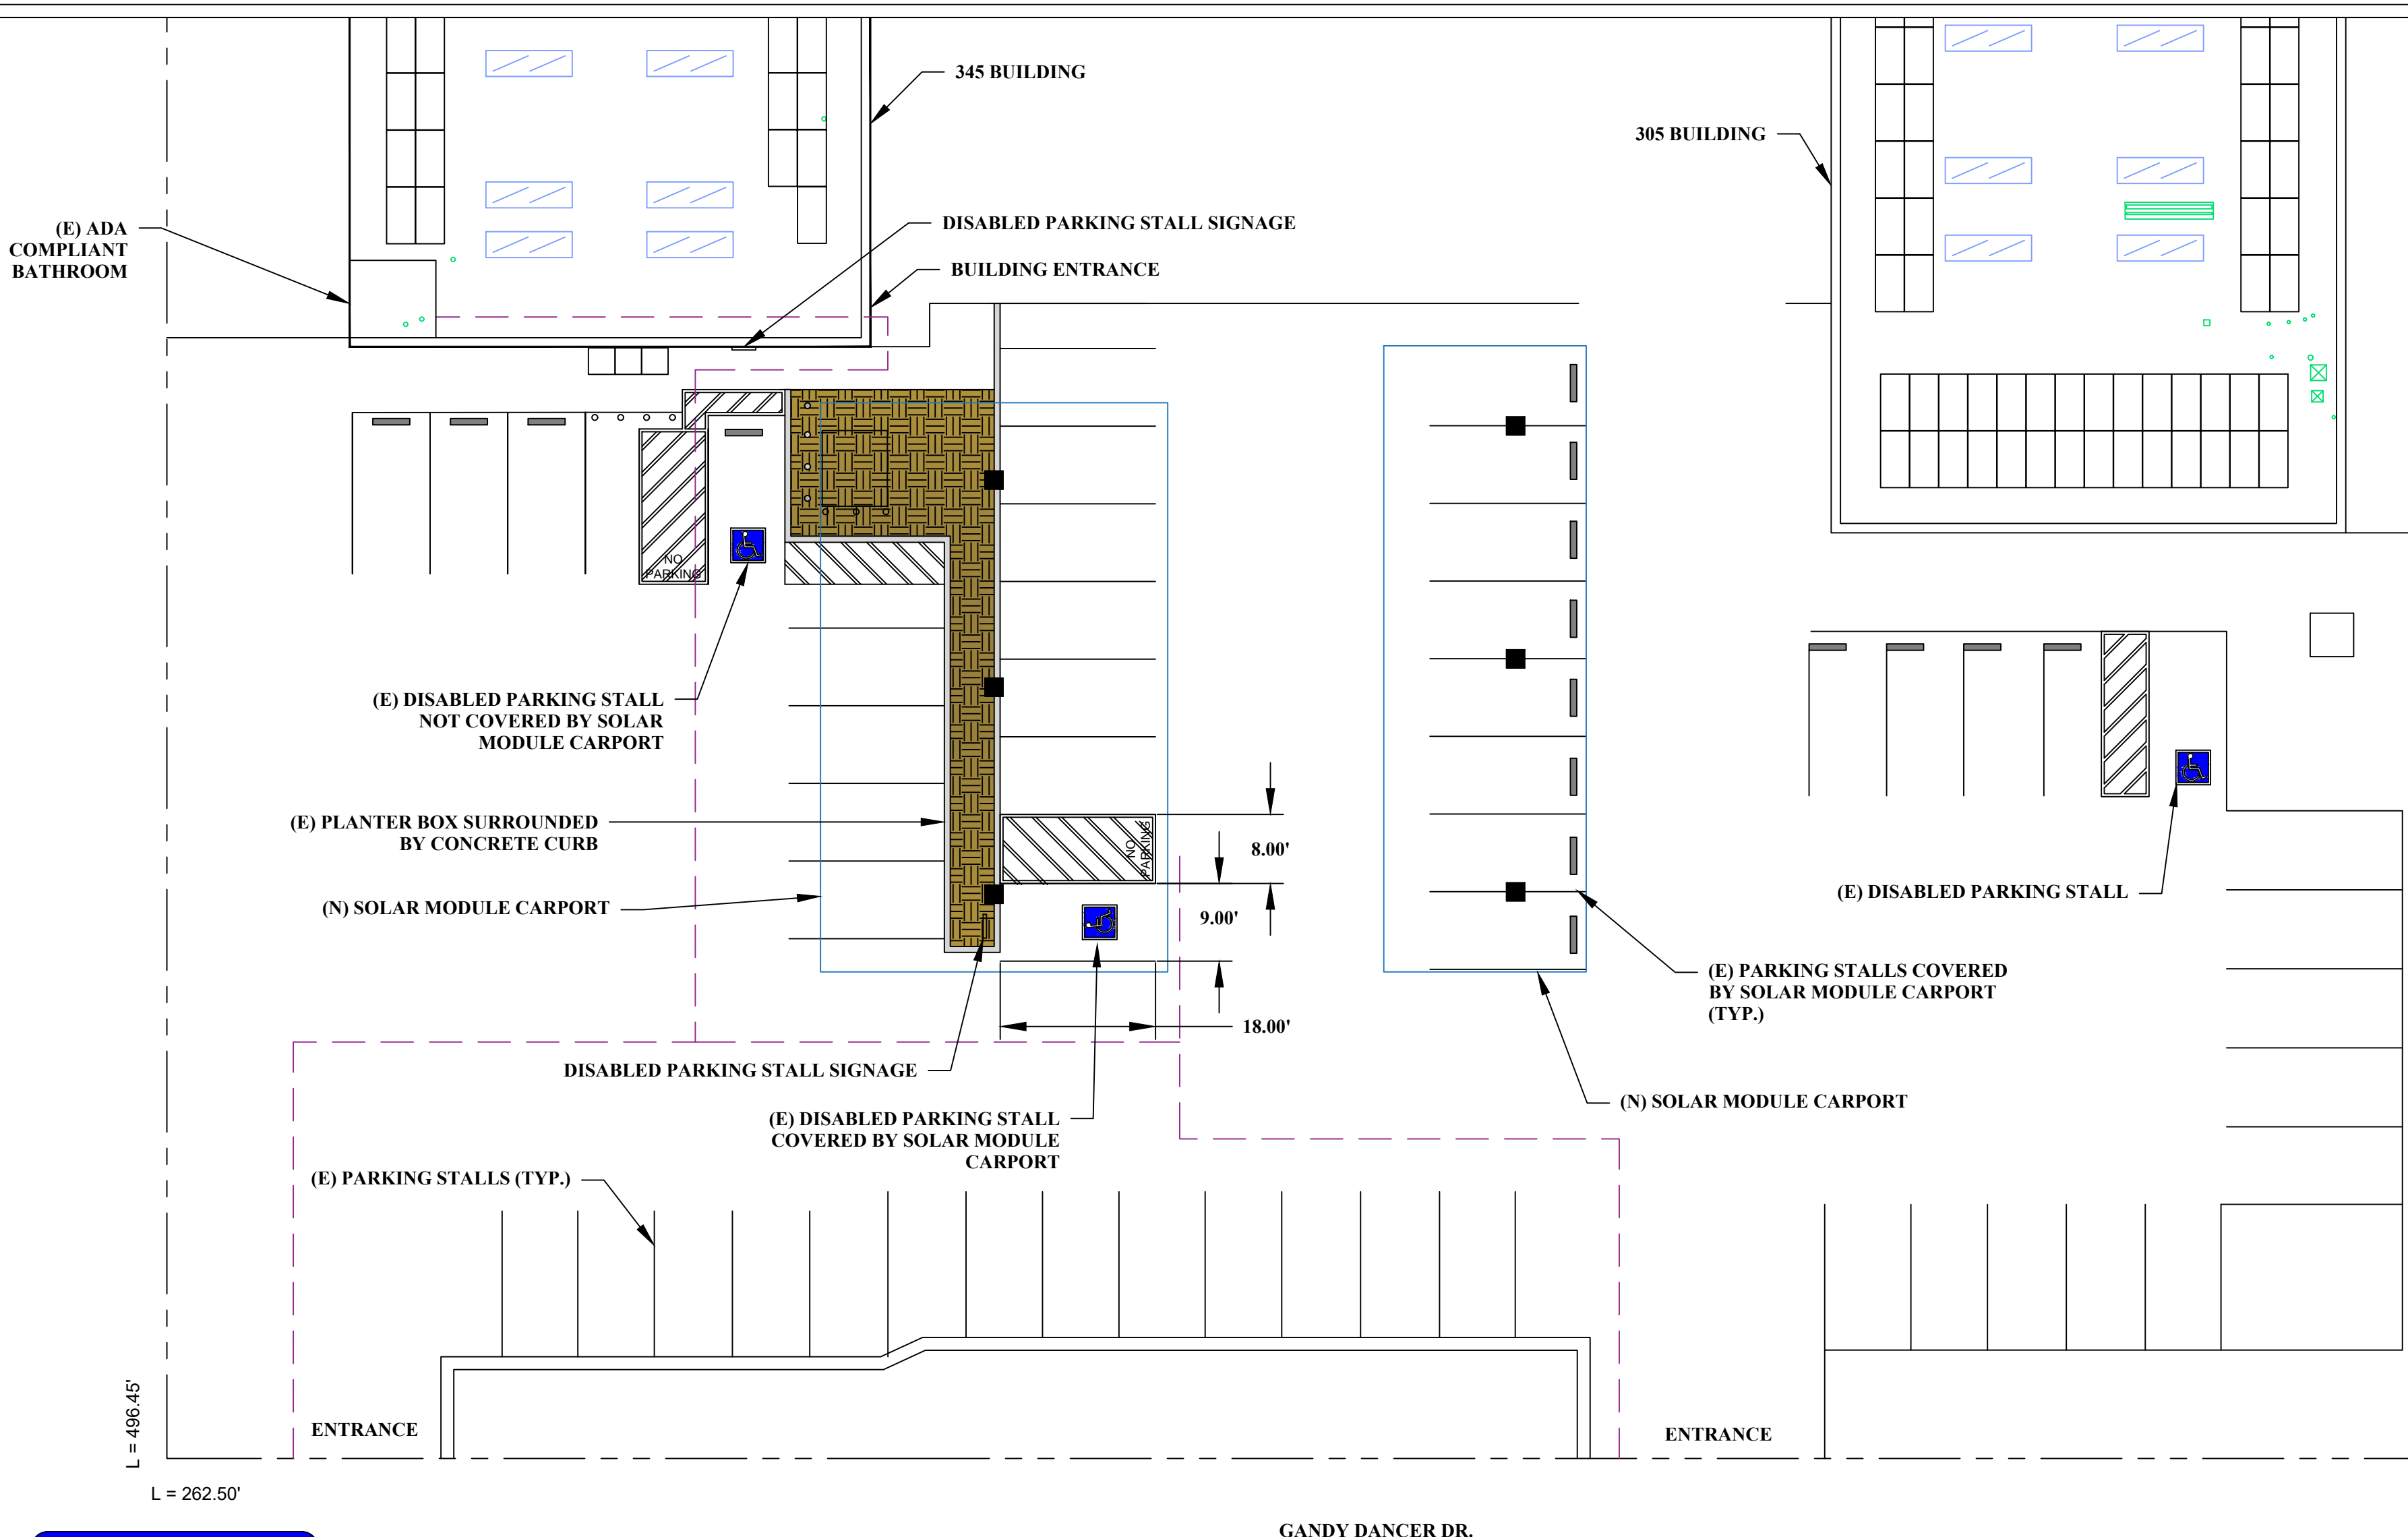 345 BUILDING
305 BUILDING
(E) ADA
COMPLIANT
BATHROOM
DISABLED PARKING STALL SIGNAGE
BUILDING ENTRANCE
NO
PARKING
(E) DISABLED PARKING STALL
NOT COVERED BY SOLAR
MODULE CARPORT
(E) PLANTER BOX SURROUNDED
BY CONCRETE CURB
NO
PARKING
8.00'
9.00'
(N) SOLAR MODULE CARPORT
(E) DISABLED PARKING STALL
(E) PARKING STALLS COVERED
BY SOLAR MODULE CARPORT
(TYP.)
18.00'
DISABLED PARKING STALL SIGNAGE
(N) SOLAR MODULE CARPORT
(E) DISABLED PARKING STALL
COVERED BY SOLAR MODULE
CARPORT
(E) PARKING STALLS (TYP.)
ENTRANCE
ENTRANCE
L = 496.45'
L = 262.50'
GANDY DANCER DR.